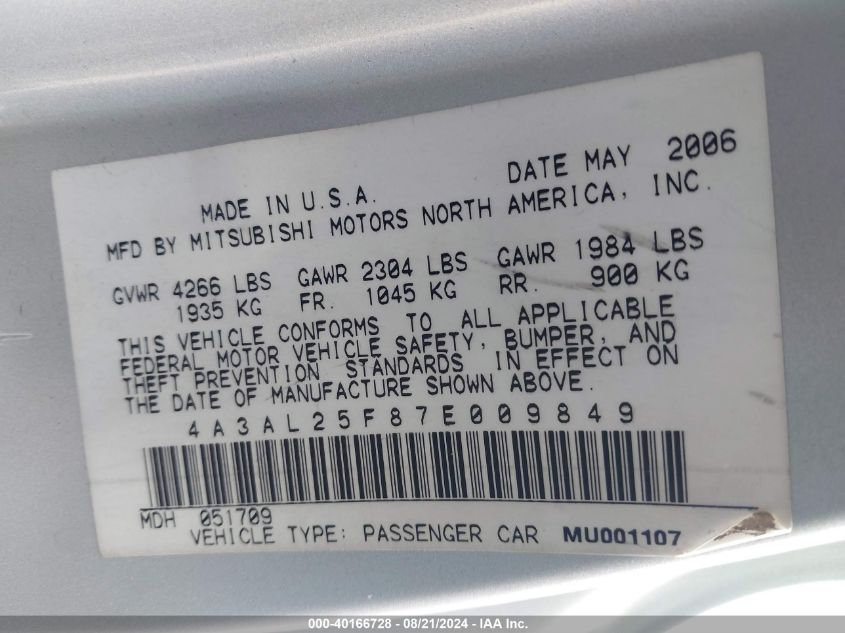 DATE MAY 2006
MADE IN U.S.A.
MFD BY MITSUBISHI MOTORS NORTH AMERICA, INC.
GVWR 4266 LBS GAWR 2304 LBS GAWR 1984 LBS
1935 KG FR. 1045 KG RR. 900 KG
THIS VEHICLE CONFORMS TO ALL APPLICABLE
FEDERAL MOTOR VEHICLE SAFETY, BUMPER, AND
THEFT PREVENTION STANDARDS IN EFFECT ON
THE DATE OF MANUFACTURE SHOWN ABOVE.
4A3AL25F87E009849
MDH 051709
VEHICLE TYPE: PASSENGER CAR MU001107
000-40166728 - 08/21/2024 - IAA Inc.